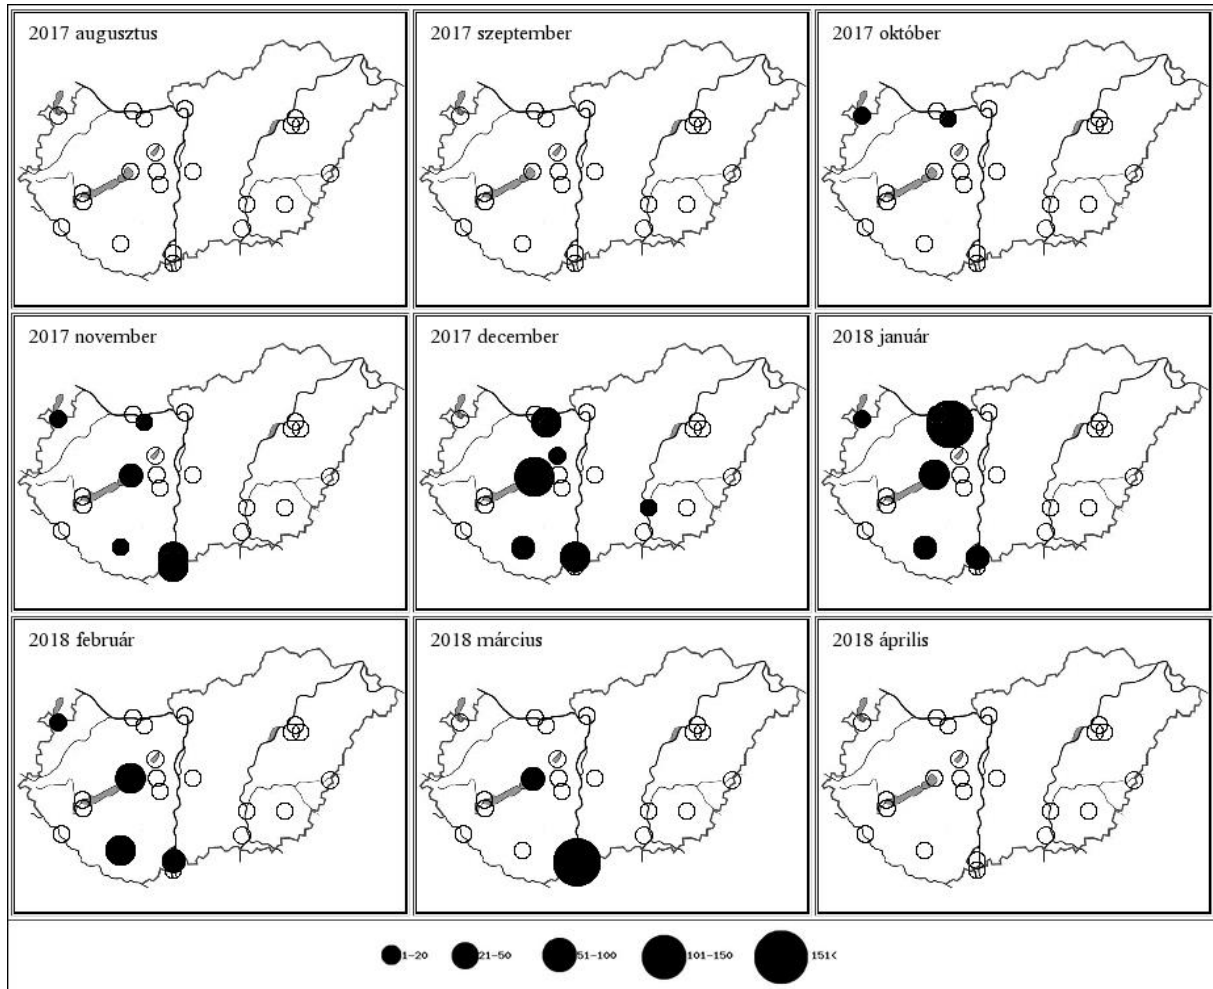 2017 augusztus
2017 szeptember
2017 október
2017 november
2017 december
2018 január
2018 február
2018 március
2018 április
1-20
21-50
51-100
101-150
151<